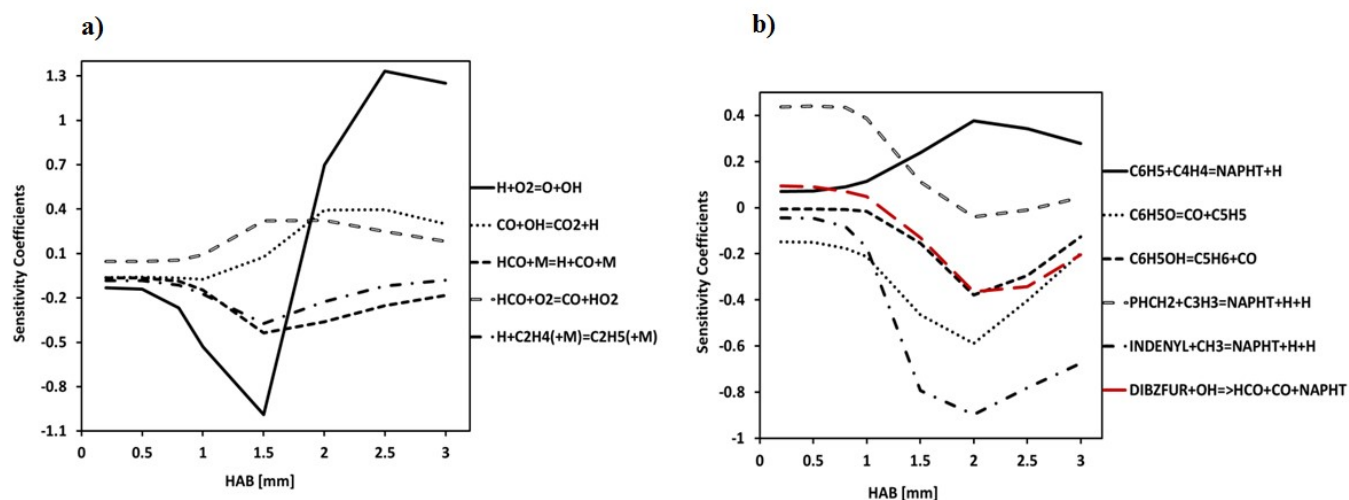 a)
1.3
1
0.7
0.4
0.1
-0.2
-0.5
-0.8
-1.1
Sensitivity Coefficients
0 0.5 1 1.5 2 2.5 3
HAB [mm]
H+O2=O+OH
CO+OH=CO2+H
HCO+M=H+CO+M
HCO+O2=CO+HO2
H+C2H4(+M)=C2H5(+M)
b)
0.4
0.2
0
-0.2
-0.4
-0.6
-0.8
-1
Sensitivity Coefficients
0 0.5 1 1.5 2 2.5 3
HAB [mm]
C6H5+C4H4=NAPHT+H
C6H5O=CO+C5H5
C6H5OH=C5H6+CO
PHCH2+C3H3=NAPHT+H+H
INDENYL+CH3=NAPHT+H+H
DIBZFUR+OH=>HCO+CO+NAPHT